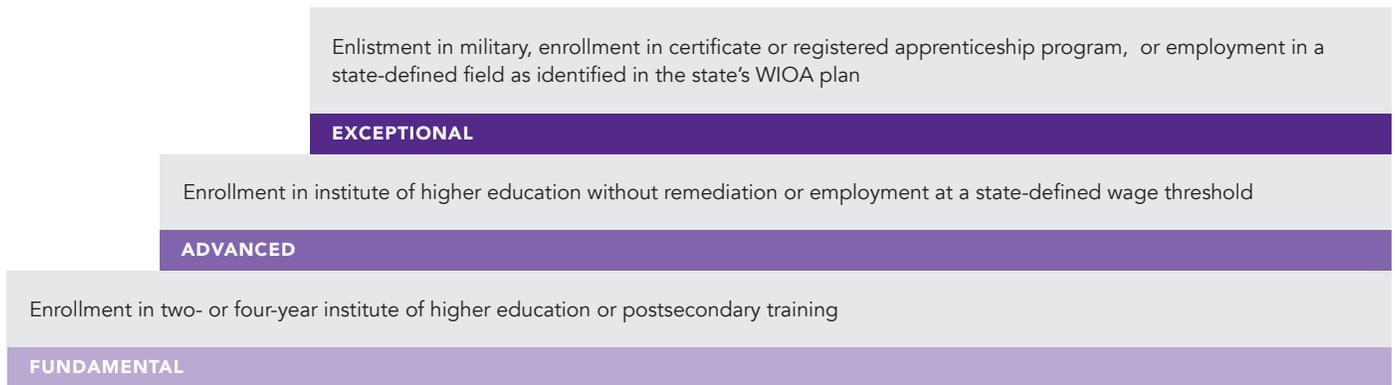 Enlistment in military, enrollment in certificate or registered apprenticeship program,  or employment in a
state-defined field as identified in the state’s WIOA plan
EXCEPTIONAL
Enrollment in institute of higher education without remediation or employment at a state-defined wage threshold
ADVANCED
Enrollment in two- or four-year institute of higher education or postsecondary training
FUNDAMENTAL